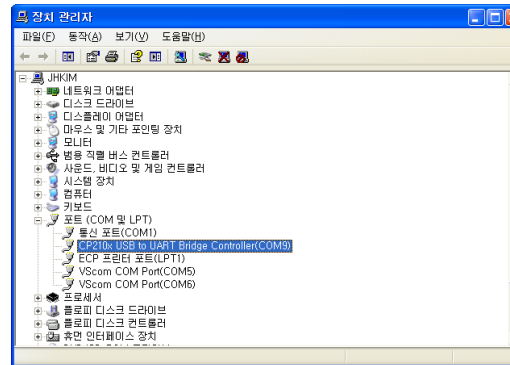 장치 관리자
파일(F) 동작(A) 보기(V) 도움말(H)
JHKIM
네트워크 어댑터
디스크 드라이브
디스플레이 어댑터
마우스 및 기타 포인팅 장치
모니터
범용 직렬 버스 컨트롤러
사운드, 비디오 및 게임 컨트롤러
시스템 장치
컴퓨터
키보드
포트 (COM 및 LPT)
통신 포트(COM1)
CP210x USB to UART Bridge Controller(COM9)
ECP 프린터 포트(LPT1)
VScom COM Port(COM5)
VScom COM Port(COM6)
프로세서
플로피 디스크 드라이브
플로피 디스크 컨트롤러
휴먼 인터페이스 장치